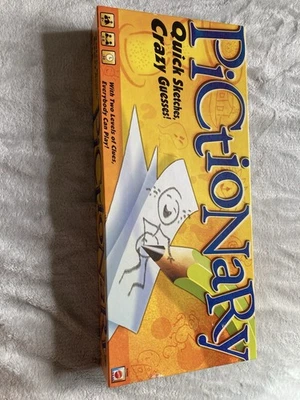 PiCtioNaRy
Quick Sketches,
Crazy Guesses!
With Two Levels of Clues,
Everybody Can Play!